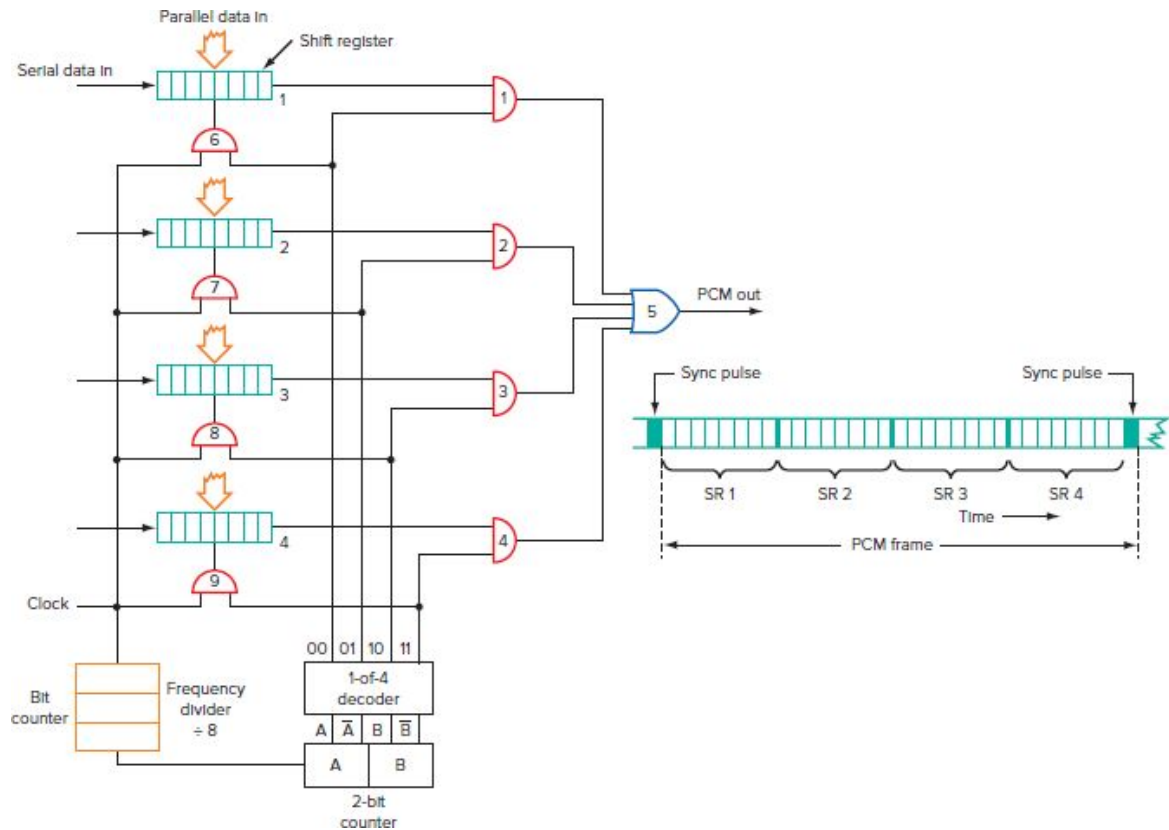 Parallel data in
Shift register
Serial data in
1
1
6
2
2
7
PCM out
5
3
3
8
Sync pulse
Sync pulse
SR 1 SR 2 SR 3 SR 4
Time
PCM frame
4
4
9
Clock
00 01 10 11
1-of-4
decoder
Bit
counter
Frequency
divider
÷ 8
A A̅ B B̅
A B
2-bit
counter